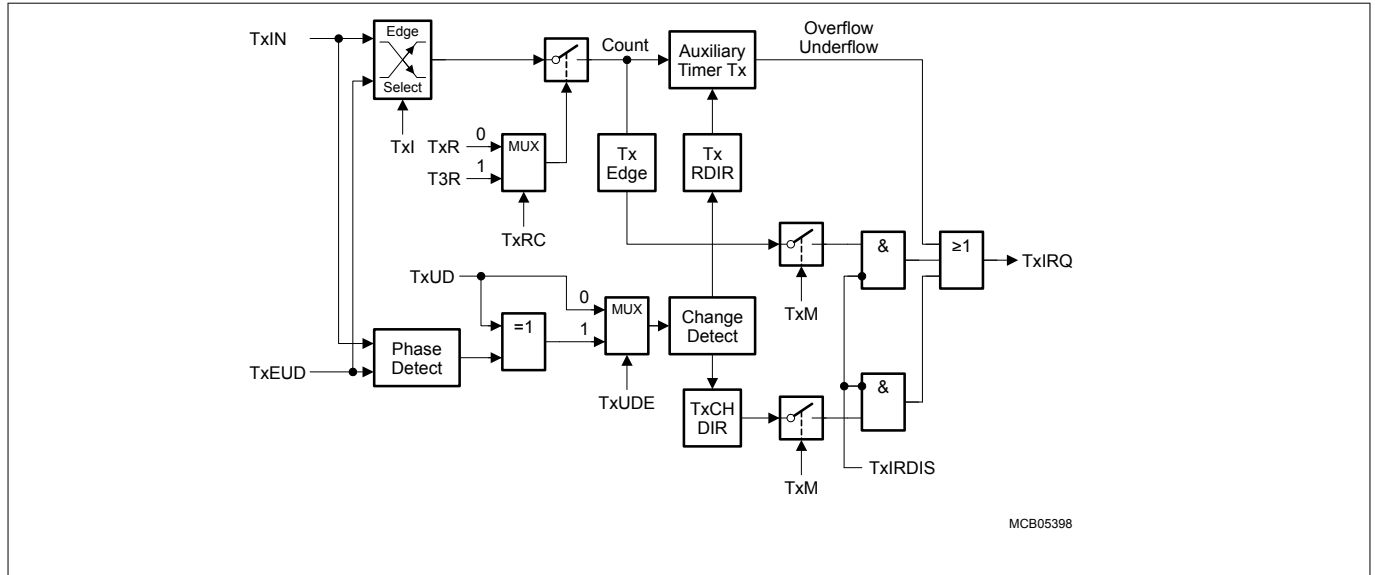 TxIN
Edge
Select
TxI
Count
Auxiliary
Timer Tx
Overflow
Underflow
TxR
0
T3R
1
MUX
TxRC
Tx
Edge
Tx
RDIR
TxM
&
≥1
TxIRQ
TxUD
0
1
=1
MUX
TxUDE
Change
Detect
Phase
Detect
TxEUD
TxCH
DIR
TxM
&
TxIRDIS
MCB05398